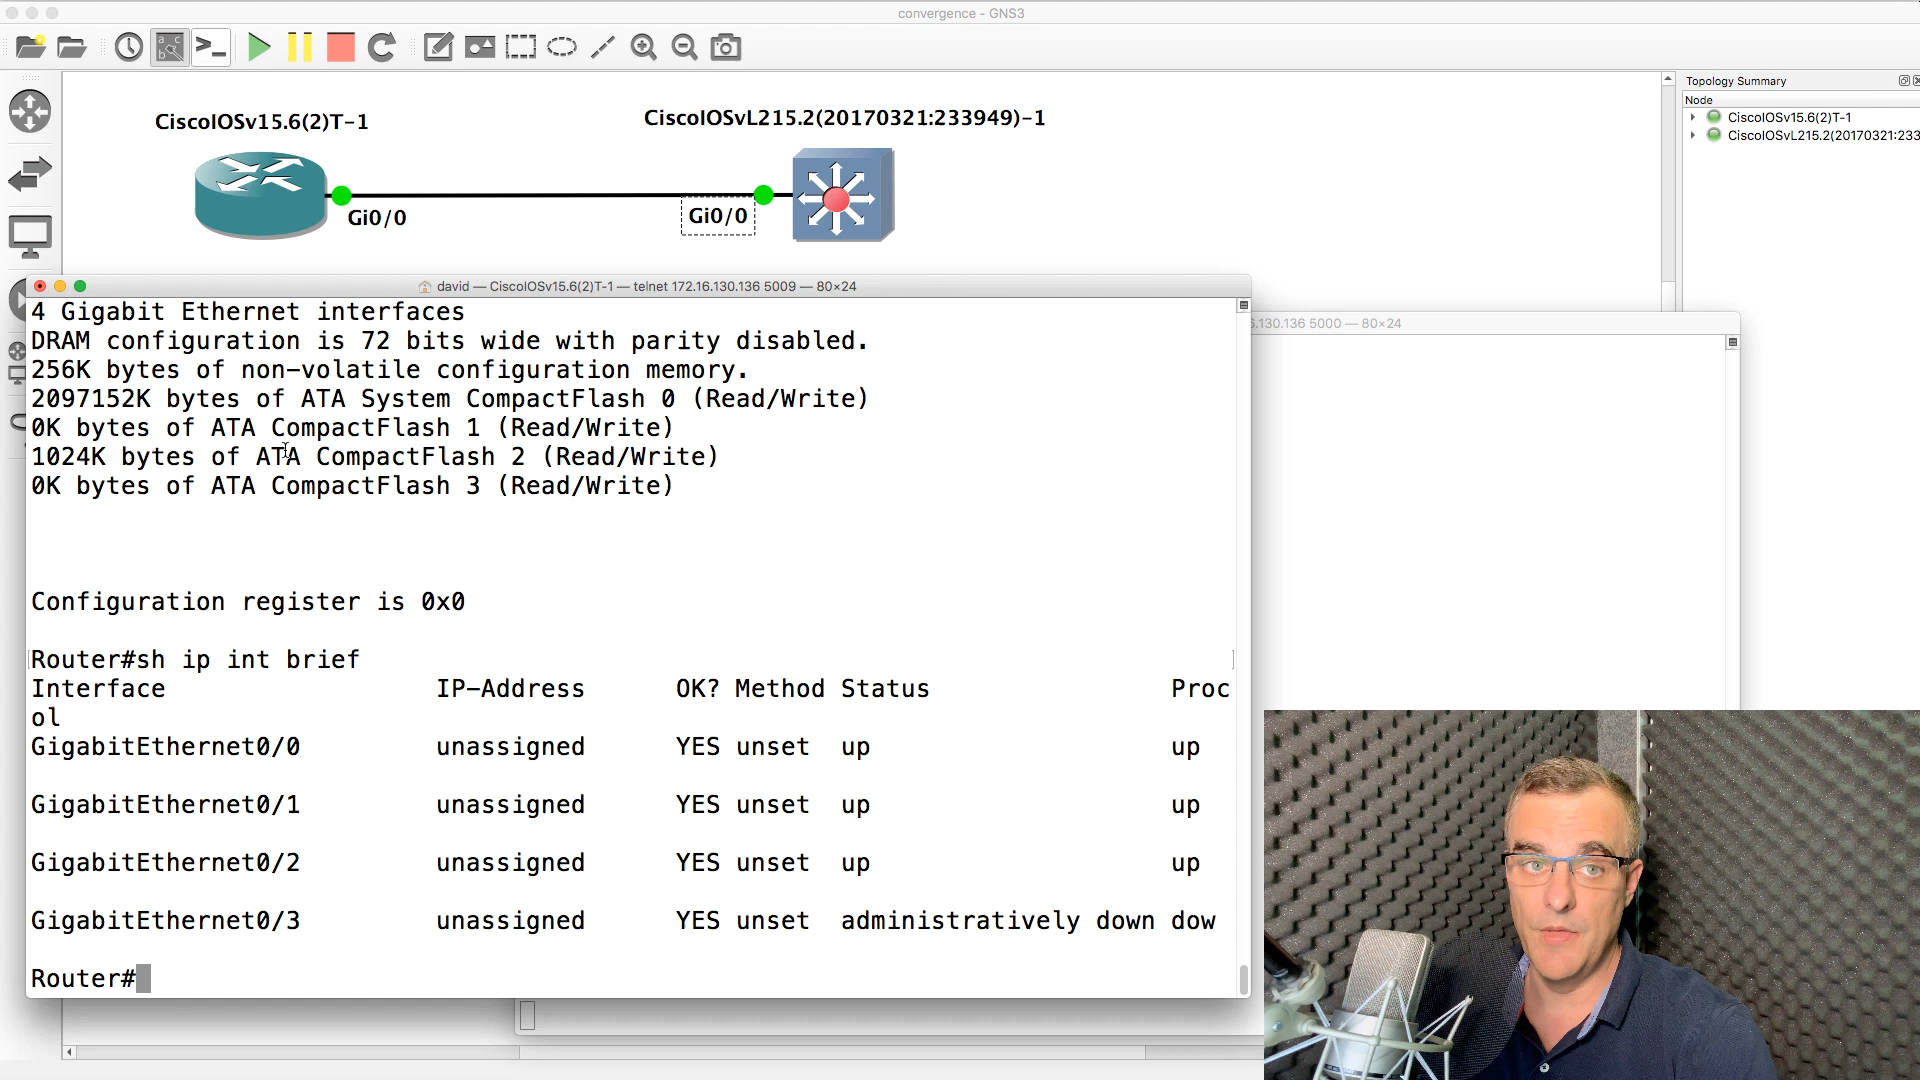 convergence - GNS3
Topology Summary
Node
CiscoIOSv15.6(2)T-1
CiscoIOSvL215.2(20170321:233
CiscoIOSv15.6(2)T-1
CiscoIOSvL215.2(20170321:233949)-1
Gi0/0
Gi0/0
david — CiscoIOSv15.6(2)T-1 — telnet 172.16.130.136 5009 — 80×24
.130.136 5000 — 80×24
4 Gigabit Ethernet interfaces
DRAM configuration is 72 bits wide with parity disabled.
256K bytes of non-volatile configuration memory.
2097152K bytes of ATA System CompactFlash 0 (Read/Write)
0K bytes of ATA CompactFlash 1 (Read/Write)
1024K bytes of ATA CompactFlash 2 (Read/Write)
0K bytes of ATA CompactFlash 3 (Read/Write)
Configuration register is 0x0
Router#sh ip int brief
Interface IP-Address OK? Method Status Proc
ol
GigabitEthernet0/0 unassigned YES unset up up
GigabitEthernet0/1 unassigned YES unset up up
GigabitEthernet0/2 unassigned YES unset up up
GigabitEthernet0/3 unassigned YES unset administratively down dow
Router#